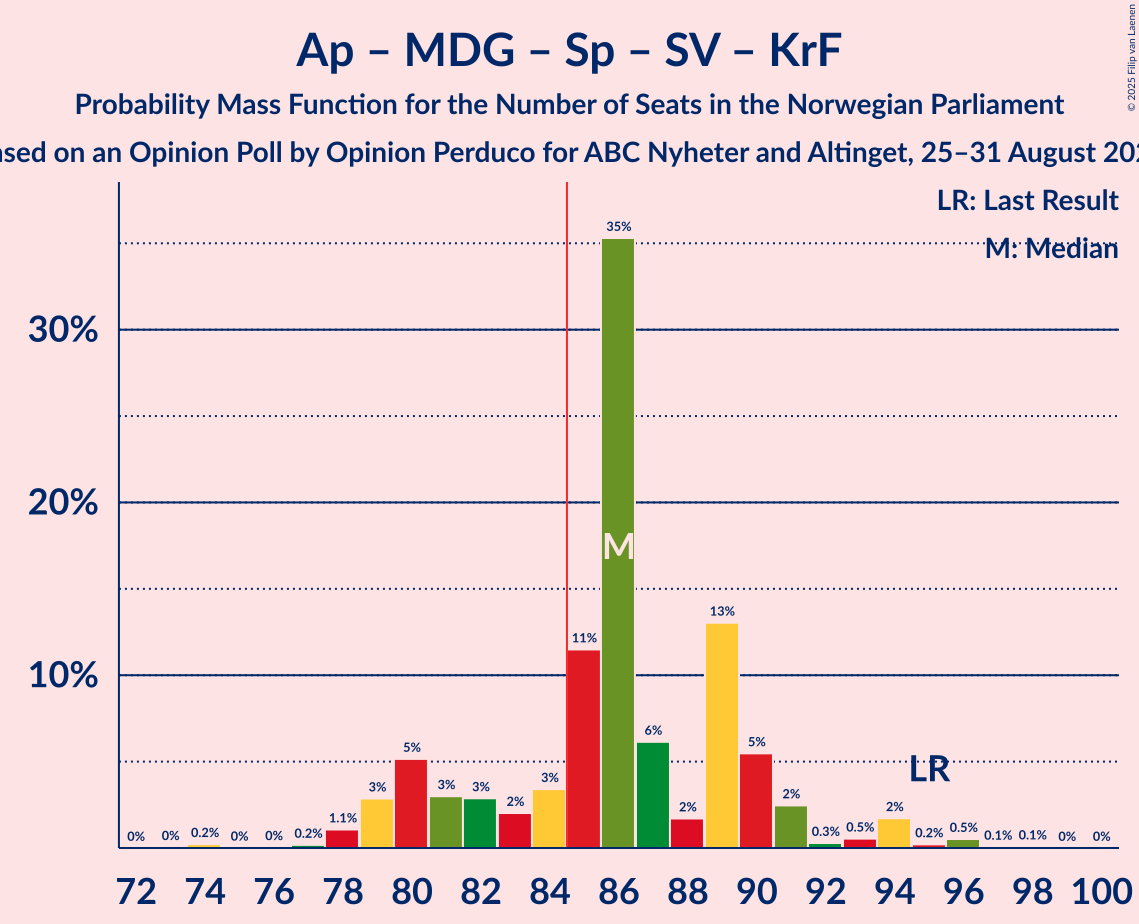 Ap – MDG – Sp – SV – KrF
Probability Mass Function for the Number of Seats in the Norwegian Parliament
on an Opinion Poll by Opinion Perduco for ABC Nyheter and Altinget, 25–31 August
© 2025 Filip van Laenen
LR: Last Result
M: Median
30%
20%
10%
0% 0% 0.2% 0% 0% 0.2% 1.1% 3% 5% 3% 3% 2% 3% 11% 35% 6% 2% 13% 5% 2% 0.3% 0.5% 2% 0.2% 0.5% 0.1% 0.1% 0% 0%
M
LR
72 74 76 78 80 82 84 86 88 90 92 94 96 98 100